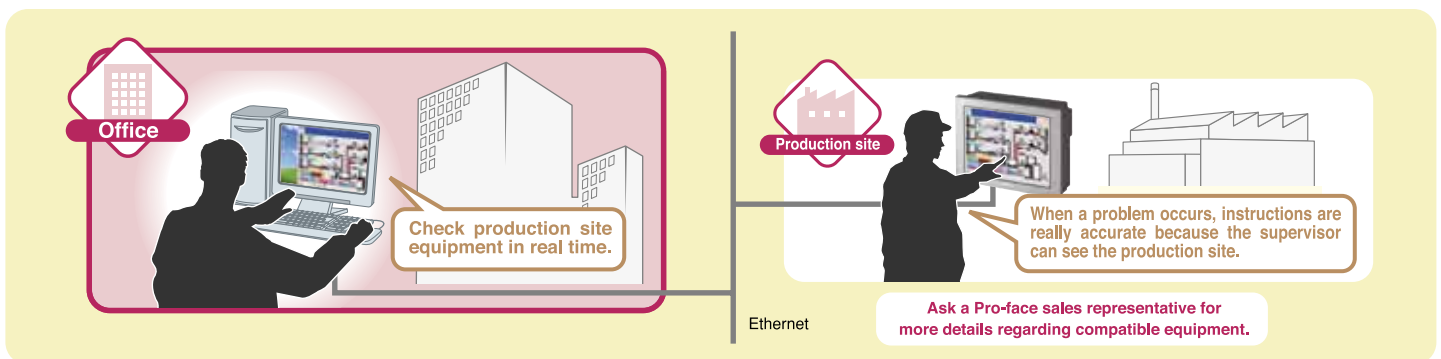 Office
Check production site
equipment in real time.
Ethernet
Production site
When a problem occurs, instructions are
really accurate because the supervisor
can see the production site.
Ask a Pro-face sales representative for
more details regarding compatible equipment.